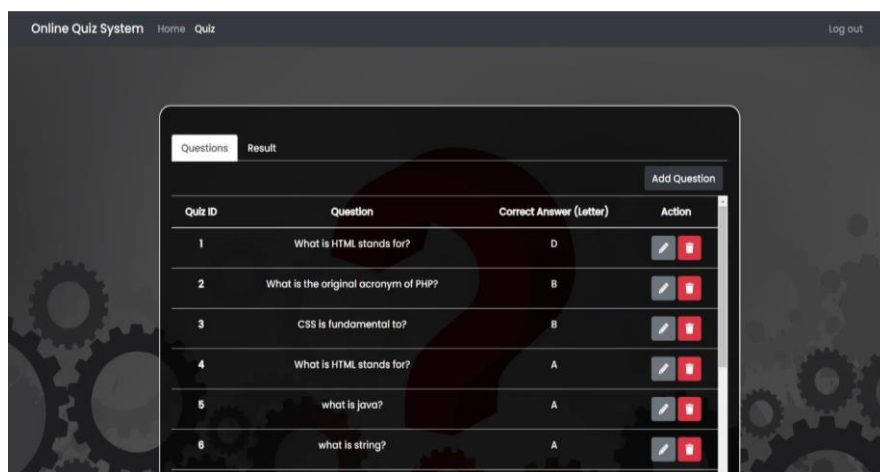 Online Quiz System Home Quiz Log out
Questions Result
Add Question
Quiz ID Question Correct Answer (Letter) Action
1 What is HTML stands for? D
2 What is the original acronym of PHP? B
3 CSS is fundamental to? B
4 What is HTML stands for? A
5 what is java? A
6 what is string? A